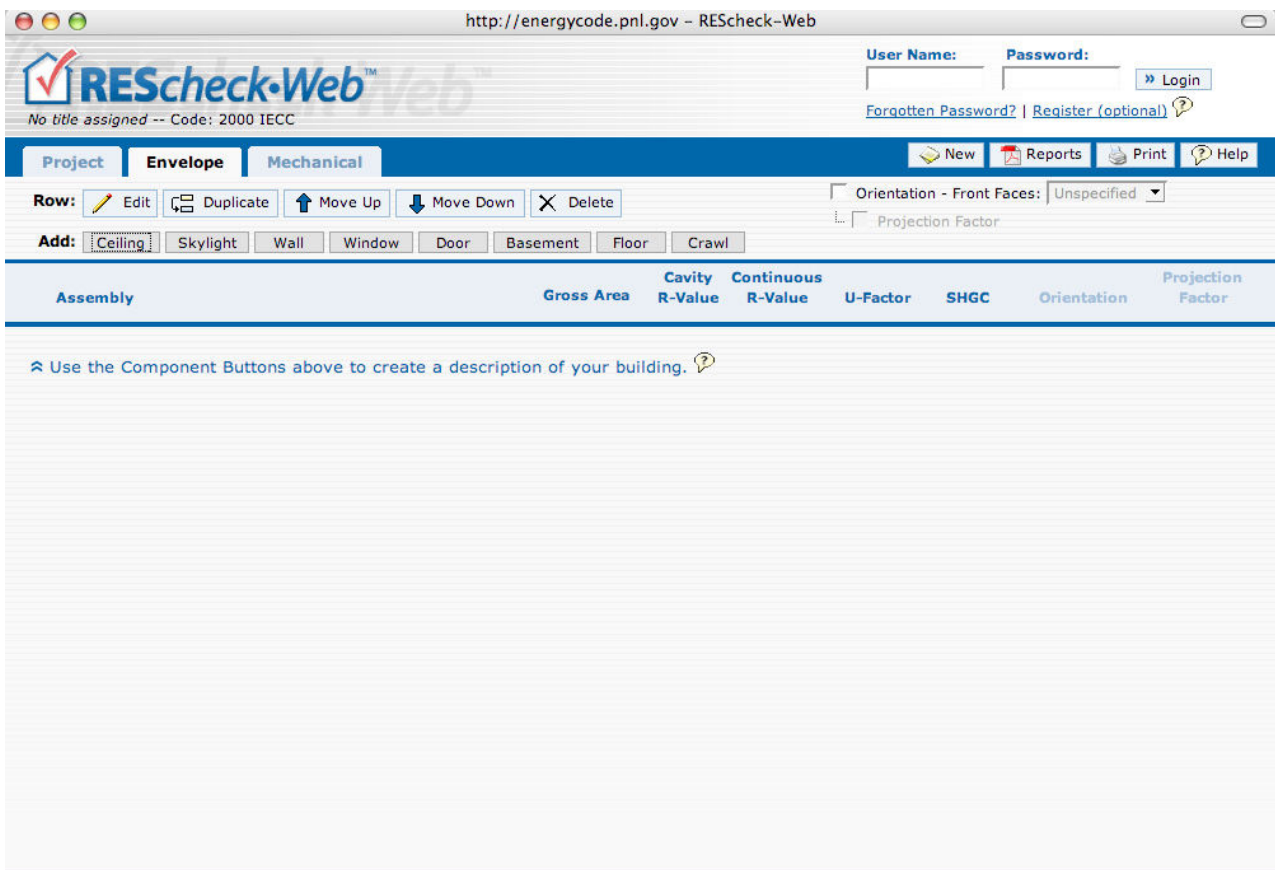 http://energycode.pnl.gov – REScheck–Web
REScheck•Web™
No title assigned -- Code: 2000 IECC
User Name: Password:
» Login
Forgotten Password? | Register (optional) ?
Project Envelope Mechanical
New Reports Print ? Help
Row: Edit Duplicate Move Up Move Down Delete
Orientation - Front Faces: Unspecified
Projection Factor
Add: Ceiling Skylight Wall Window Door Basement Floor Crawl
Assembly Gross Area Cavity R-Value Continuous R-Value U-Factor SHGC Orientation Projection Factor
Use the Component Buttons above to create a description of your building. ?